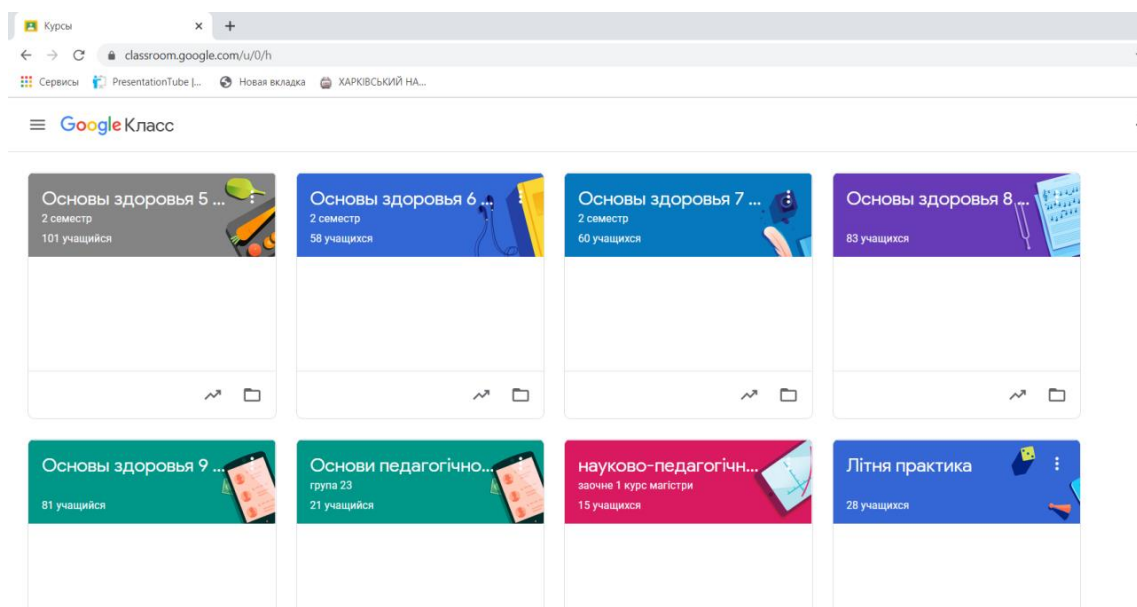 Курсы
classroom.google.com/u/0/h
Сервисы PresentationTube |... Новая вкладка ХАРКІВСЬКИЙ НА...
Google Класс
Основы здоровья 5 ...
2 семестр
101 учащийся
Основы здоровья 6 ...
2 семестр
58 учащихся
Основы здоровья 7 ...
2 семестр
60 учащихся
Основы здоровья 8 ...
83 учащихся
Основы здоровья 9 ...
81 учащийся
Основи педагогічно...
група 23
21 учащийся
науково-педагогічн...
заочне 1 курс магістри
15 учащихся
Літня практика
28 учащихся